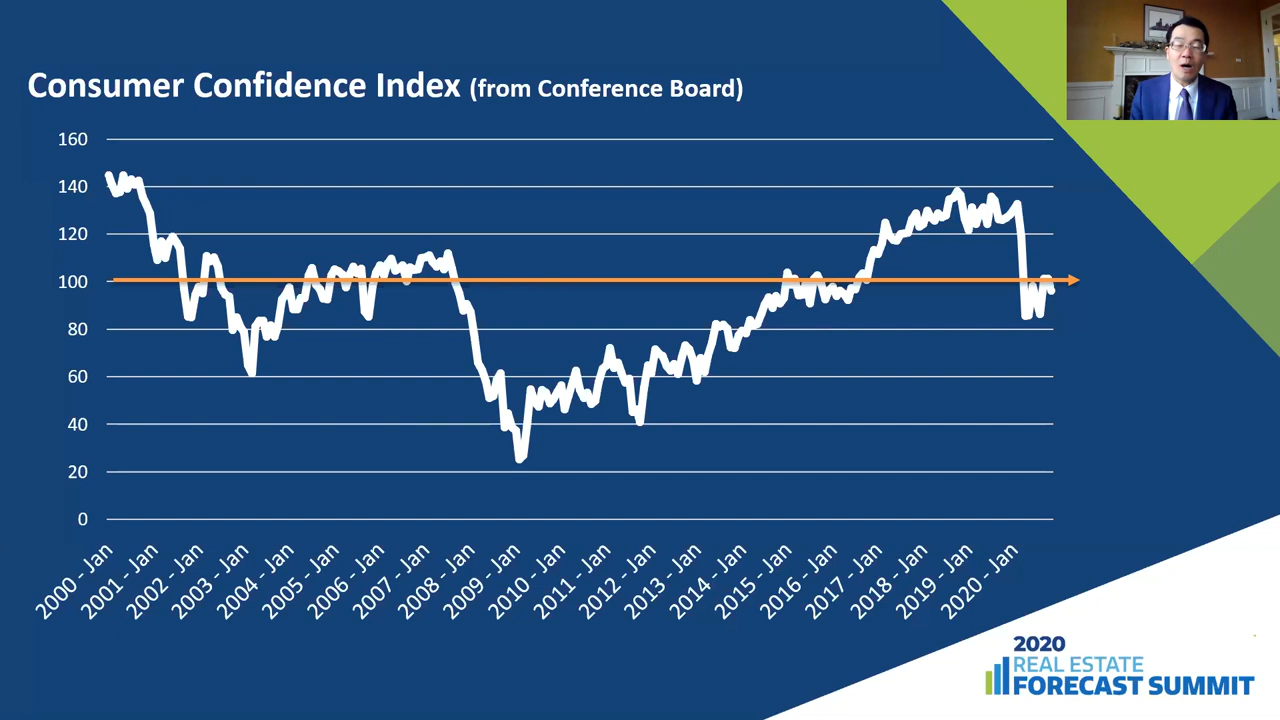 Consumer Confidence Index (from Conference Board)
160
140
120
100
80
60
40
20
0
2000 - Jan
2001 - Jan
2002 - Jan
2003 - Jan
2004 - Jan
2005 - Jan
2006 - Jan
2007 - Jan
2008 - Jan
2009 - Jan
2010 - Jan
2011 - Jan
2012 - Jan
2013 - Jan
2014 - Jan
2015 - Jan
2016 - Jan
2017 - Jan
2018 - Jan
2019 - Jan
2020 - Jan
2020
REAL ESTATE
FORECAST SUMMIT